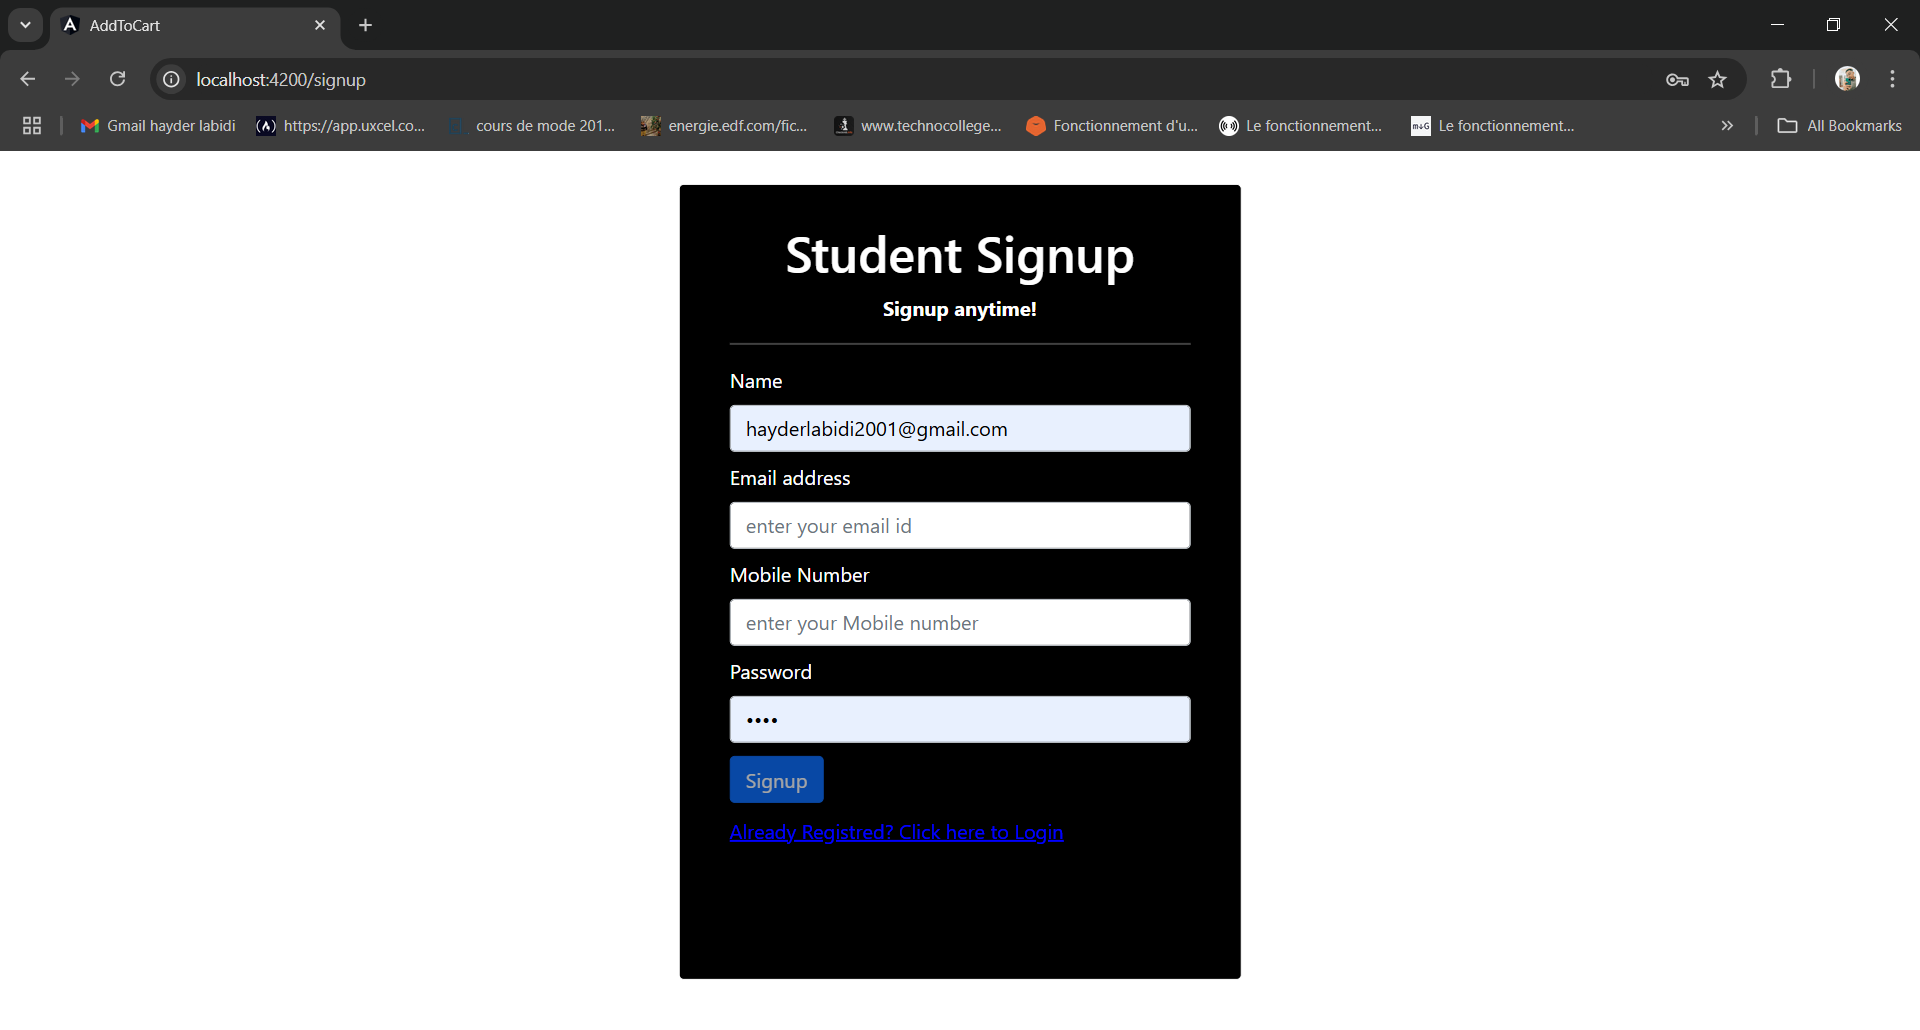 AddToCart
localhost:4200/signup
Gmail hayder labidi
https://app.uxcel.co...
cours de mode 201...
energie.edf.com/fic...
www.technocollege...
Fonctionnement d'u...
Le fonctionnement...
m+G
Le fonctionnement...
All Bookmarks
Student Signup
Signup anytime!
Name
hayderlabidi2001@gmail.com
Email address
enter your email id
Mobile Number
enter your Mobile number
Password
••••
Signup
Already Registred? Click here to Login